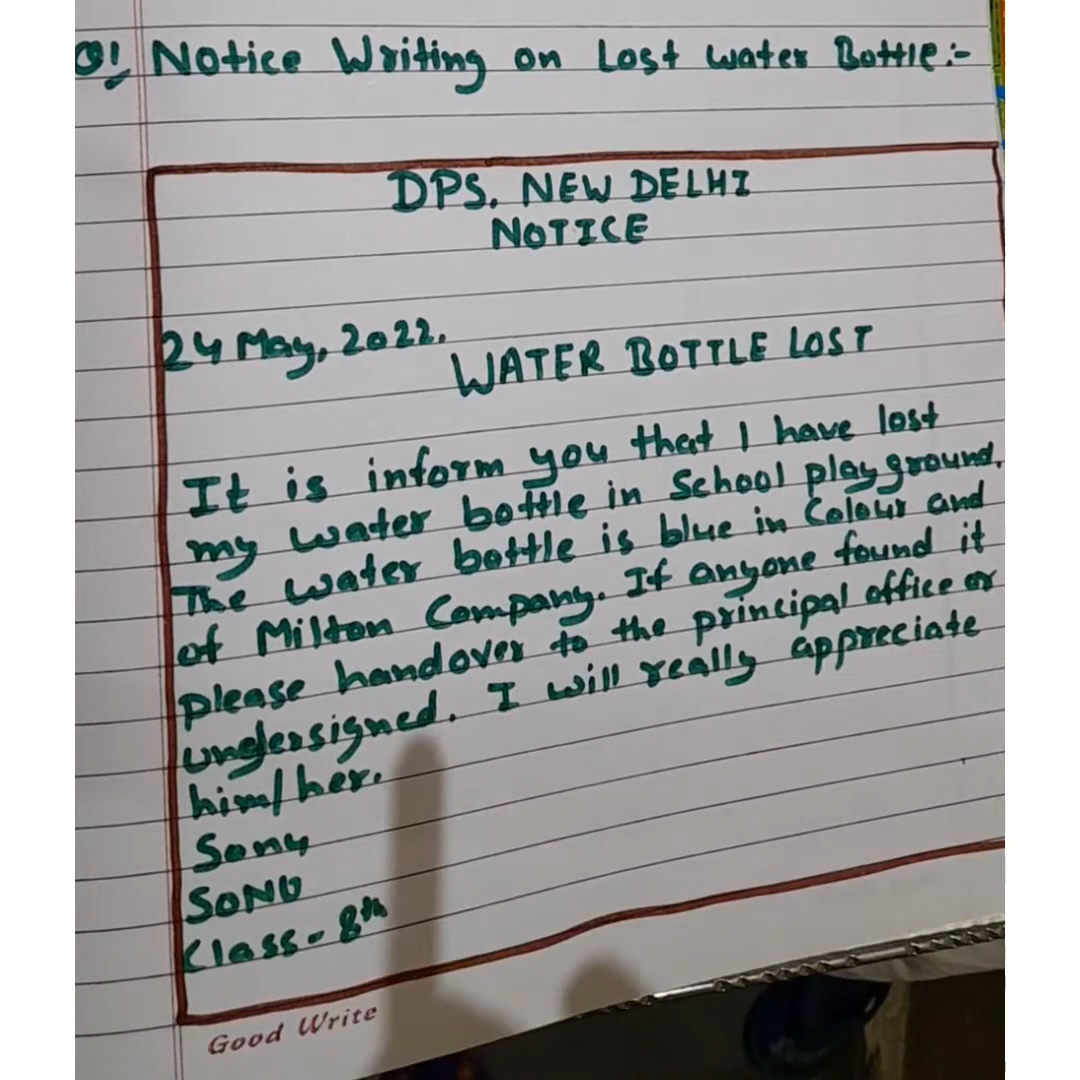 Q1 Notice Writing on Lost water Bottle:-
DPS. NEW DELHI
NOTICE
24 May, 2022.
WATER BOTTLE LOST
It is inform you that I have lost
my water bottle in School play ground.
The water bottle is blue in Colour and
of Milton Company. If anyone found it
please handover to the principal office or
undersigned. I will really appreciate
him/her.
Sonu
SONU
Class - 8th
Good Write